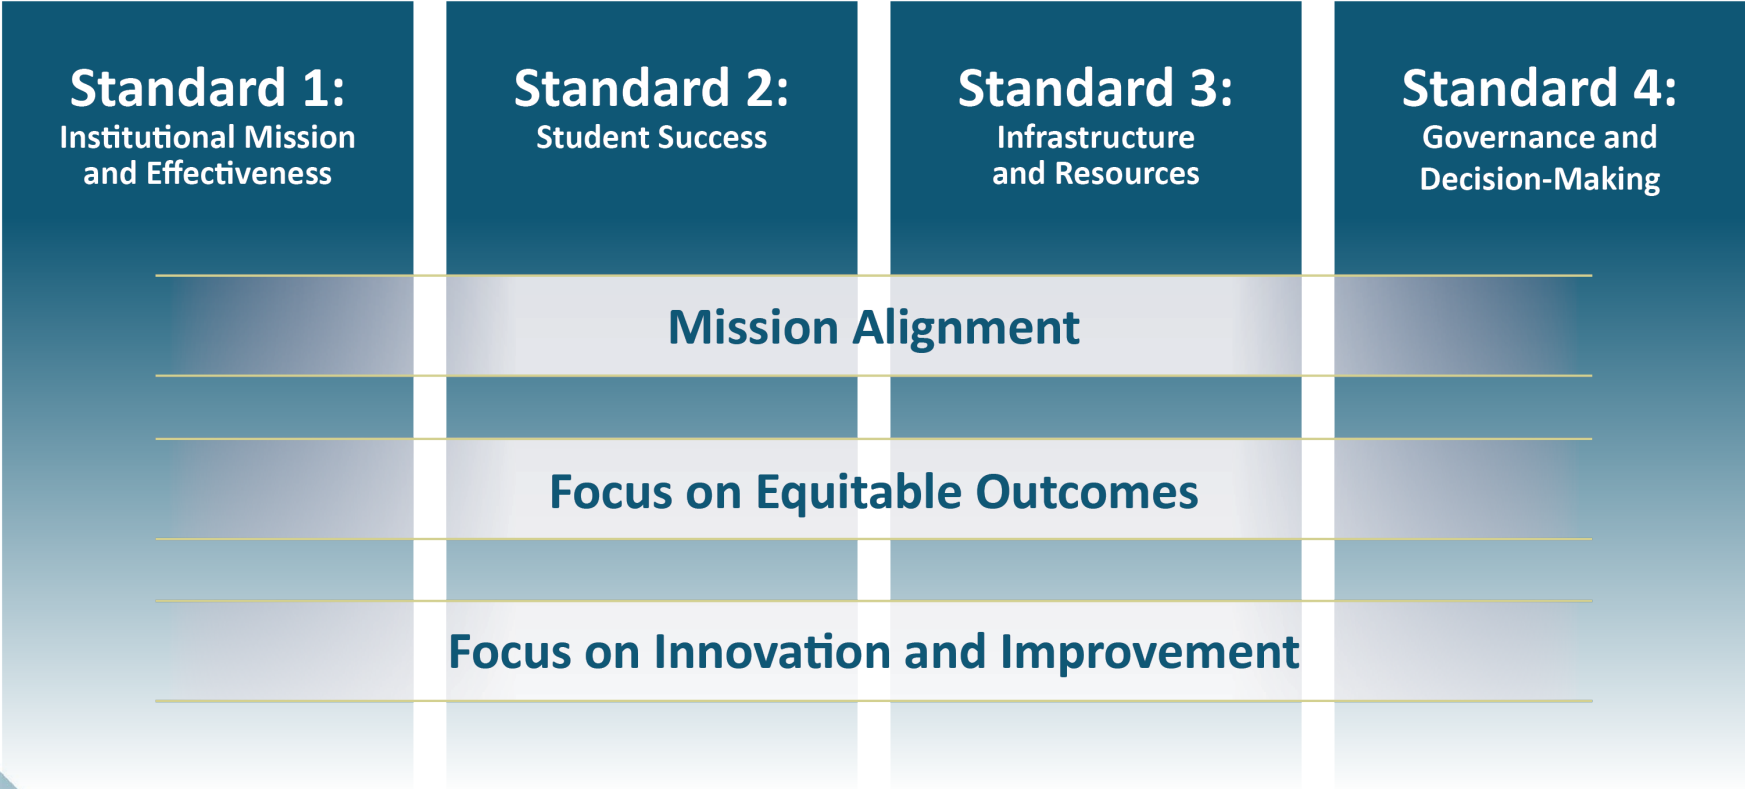 Standard 1:
Institutional Mission
and Effectiveness
Standard 2:
Student Success
Standard 3:
Infrastructure
and Resources
Standard 4:
Governance and
Decision-Making
Mission Alignment
Focus on Equitable Outcomes
Focus on Innovation and Improvement